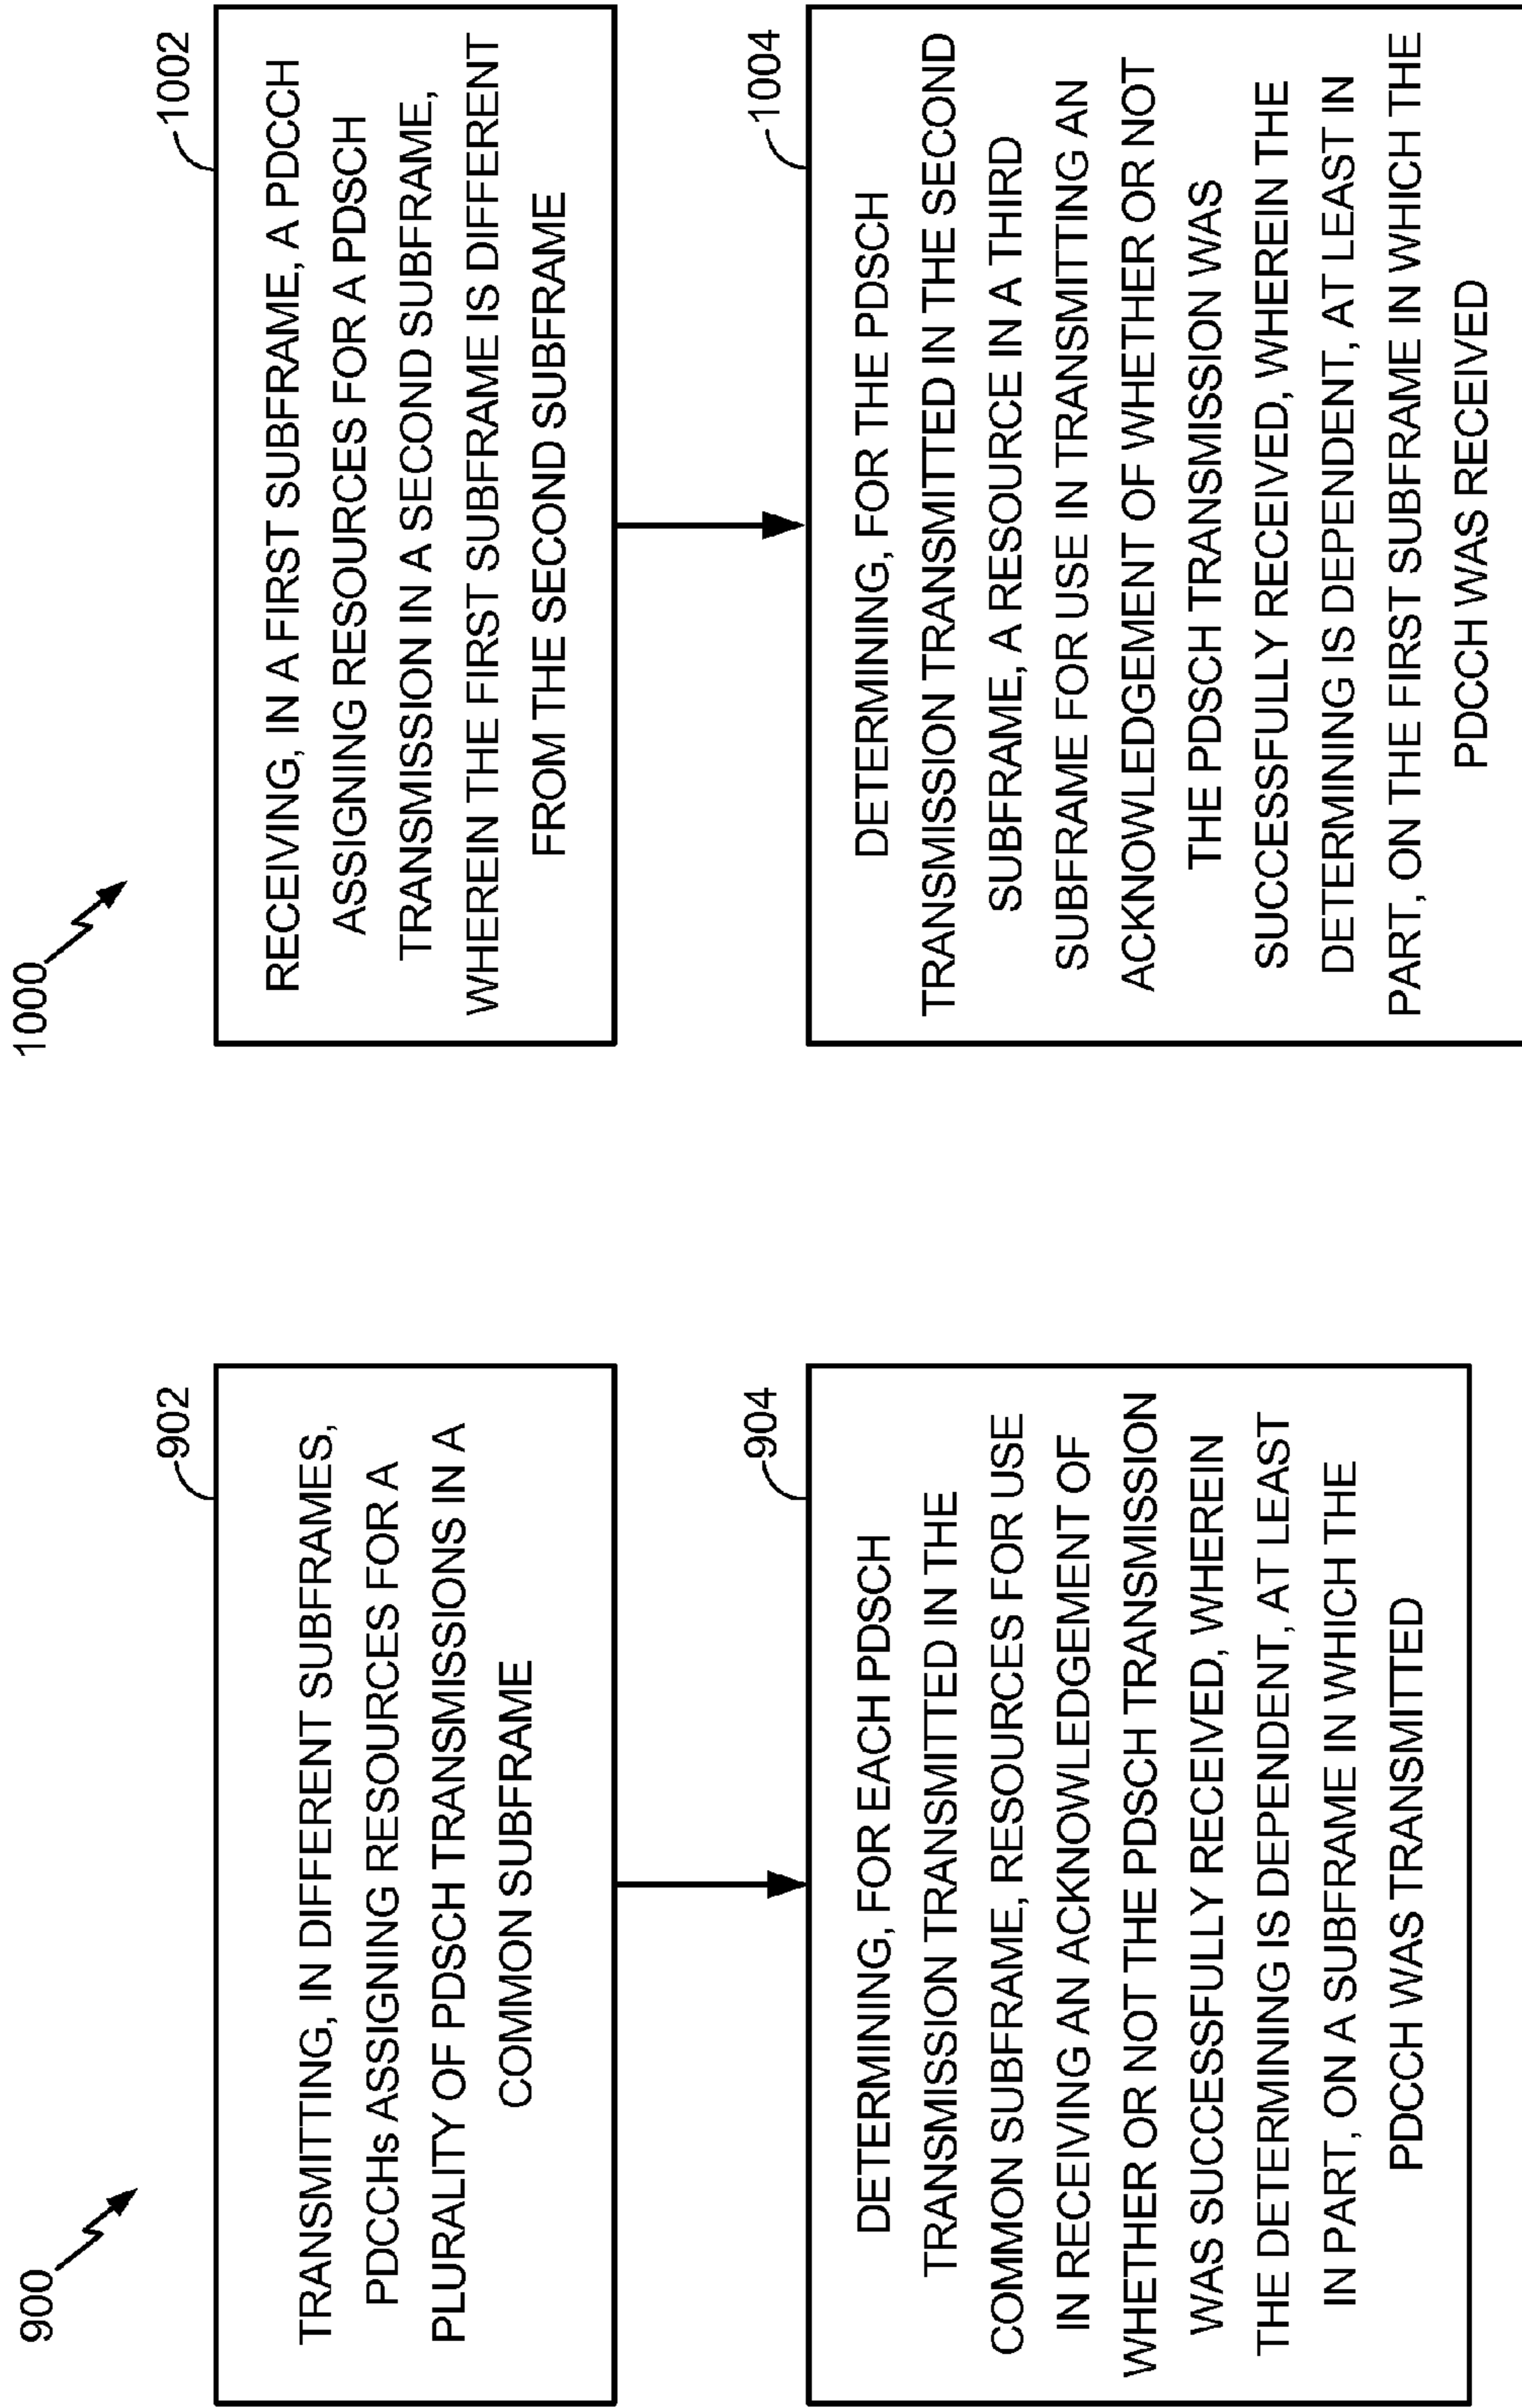 900
902
TRANSMITTING, IN DIFFERENT SUBFRAMES,
PDCCHs ASSIGNING RESOURCES FOR A
PLURALITY OF PDSCH TRANSMISSIONS IN A
COMMON SUBFRAME
904
DETERMINING, FOR EACH PDSCH
TRANSMISSION TRANSMITTED IN THE
COMMON SUBFRAME, RESOURCES FOR USE
IN RECEIVING AN ACKNOWLEDGEMENT OF
WHETHER OR NOT THE PDSCH TRANSMISSION
WAS SUCCESSFULLY RECEIVED, WHEREIN
THE DETERMINING IS DEPENDENT, AT LEAST
IN PART, ON A SUBFRAME IN WHICH THE
PDCCH WAS TRANSMITTED
1000
1002
RECEIVING, IN A FIRST SUBFRAME, A PDCCH
ASSIGNING RESOURCES FOR A PDSCH
TRANSMISSION IN A SECOND SUBFRAME,
WHEREIN THE FIRST SUBFRAME IS DIFFERENT
FROM THE SECOND SUBFRAME
1004
DETERMINING, FOR THE PDSCH
TRANSMISSION TRANSMITTED IN THE SECOND
SUBFRAME, A RESOURCE IN A THIRD
SUBFRAME FOR USE IN TRANSMITTING AN
ACKNOWLEDGEMENT OF WHETHER OR NOT
THE PDSCH TRANSMISSION WAS
SUCCESSFULLY RECEIVED, WHEREIN THE
DETERMINING IS DEPENDENT, AT LEAST IN
PART, ON THE FIRST SUBFRAME IN WHICH THE
PDCCH WAS RECEIVED